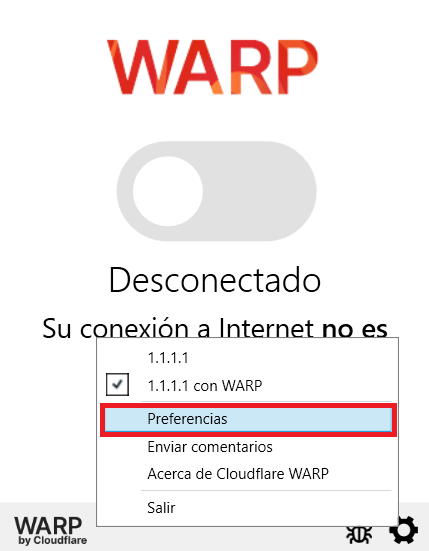 WARP
Desconectado
Su conexión a Internet no es
1.1.1.1
1.1.1.1 con WARP
Preferencias
Enviar comentarios
Acerca de Cloudflare WARP
Salir
WARP
by Cloudflare